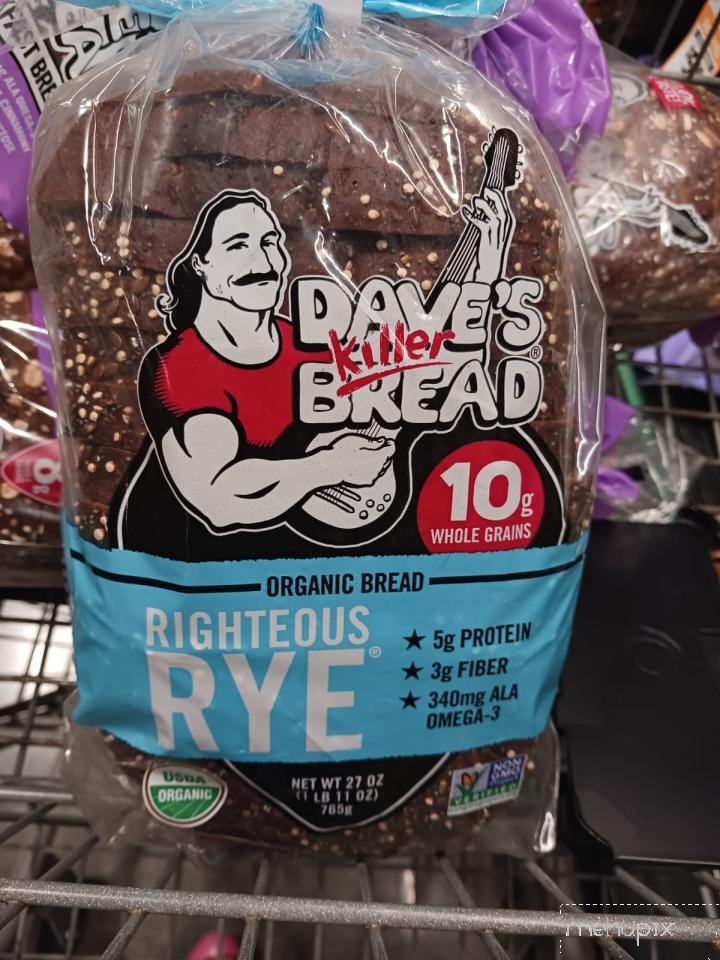 DAVE'S
killer
BREAD®
10g
WHOLE GRAINS
ORGANIC BREAD
RIGHTEOUS
RYE®
★ 5g PROTEIN
★ 3g FIBER
★ 340mg ALA
OMEGA-3
USDA
ORGANIC
NET WT 27 OZ
(1 LB 11 OZ)
765g
NON
GMO
VERIFIED
menupix